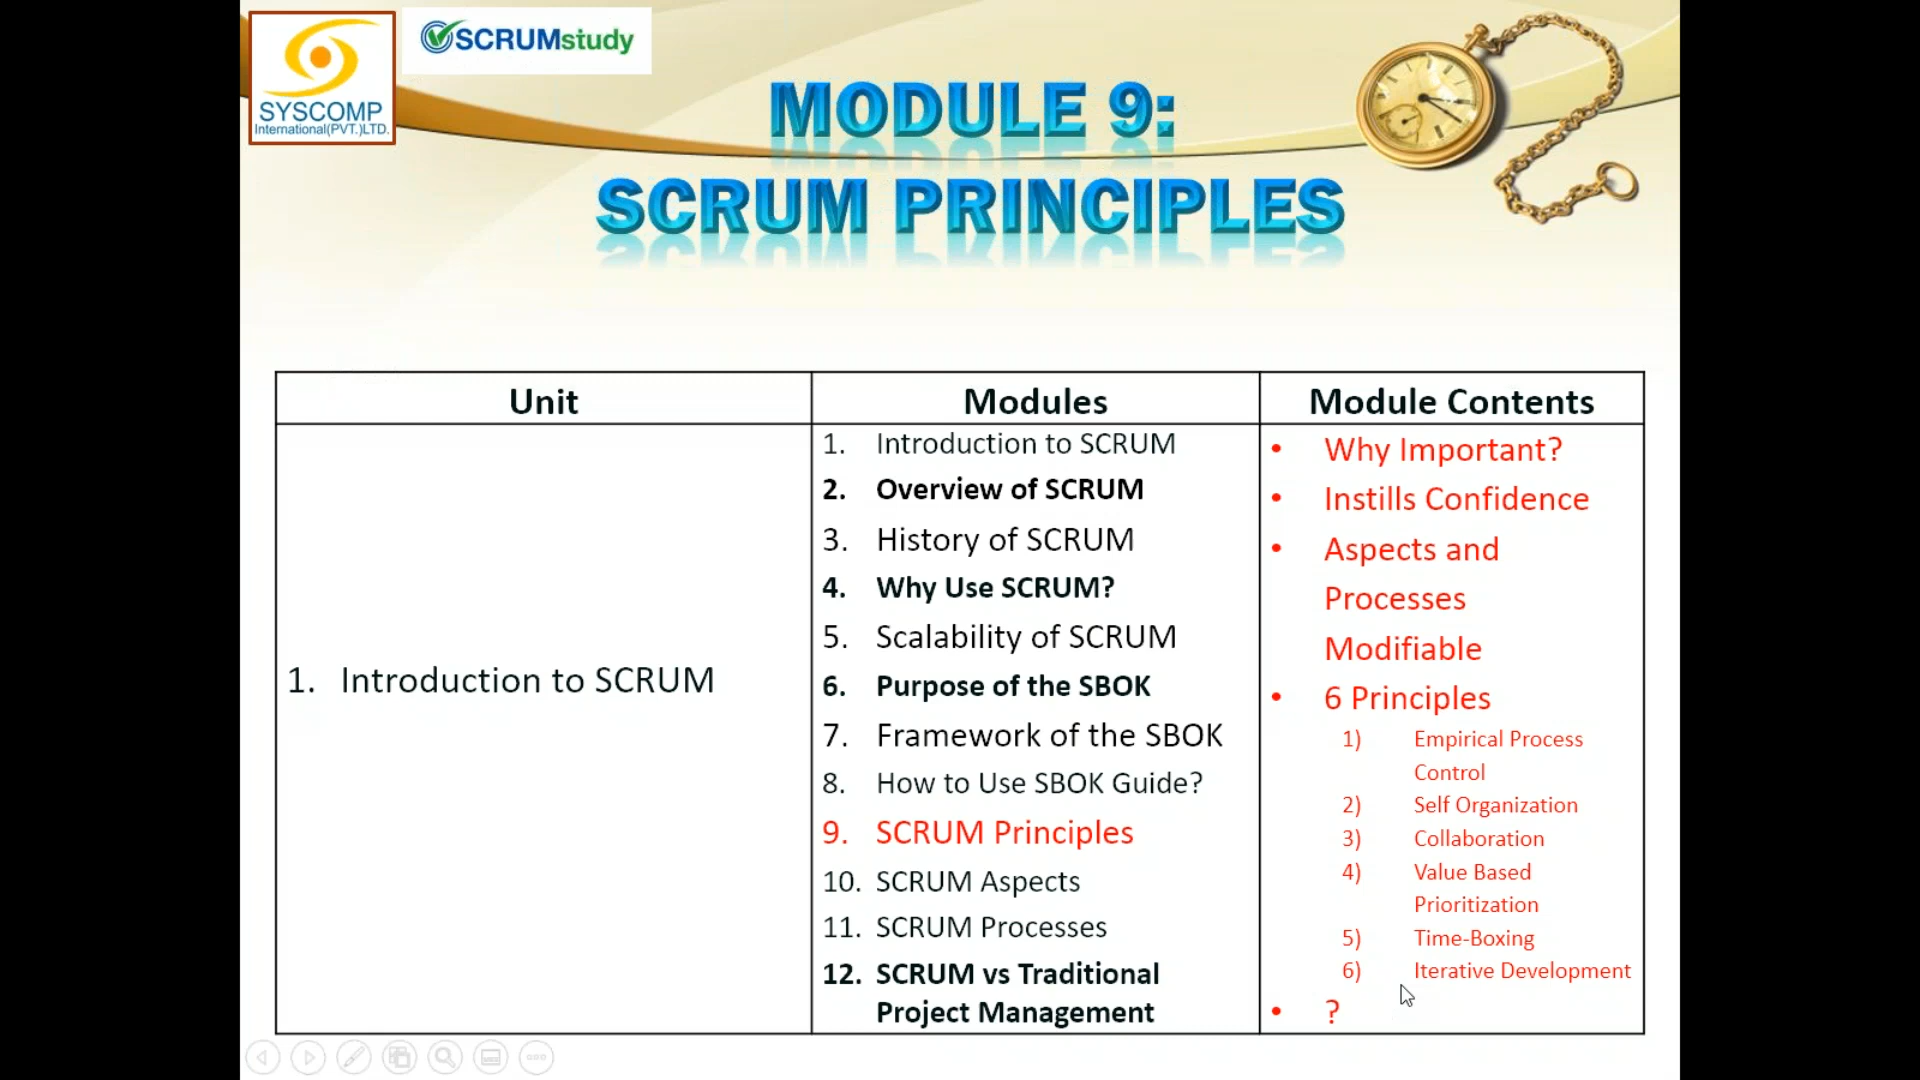 SYSCOMP
International(PVT.)LTD.
SCRUMstudy
MODULE 9:
SCRUM PRINCIPLES
Unit
Modules
Module Contents
1. Introduction to SCRUM
1. Introduction to SCRUM
2. Overview of SCRUM
3. History of SCRUM
4. Why Use SCRUM?
5. Scalability of SCRUM
6. Purpose of the SBOK
7. Framework of the SBOK
8. How to Use SBOK Guide?
9. SCRUM Principles
10. SCRUM Aspects
11. SCRUM Processes
12. SCRUM vs Traditional
Project Management
• Why Important?
• Instills Confidence
• Aspects and
Processes
Modifiable
• 6 Principles
1) Empirical Process
Control
2) Self Organization
3) Collaboration
4) Value Based
Prioritization
5) Time-Boxing
6) Iterative Development
• ?